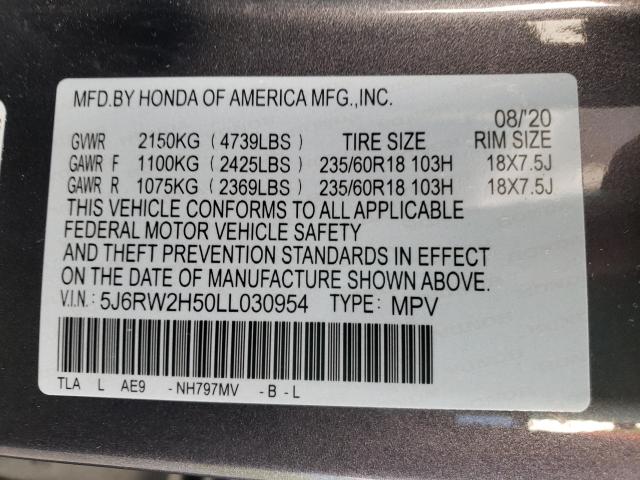 MFD.BY HONDA OF AMERICA MFG.,INC.
08/'20
GVWR 2150KG (4739LBS) TIRE SIZE RIM SIZE
GAWR F 1100KG (2425LBS) 235/60R18 103H 18X7.5J
GAWR R 1075KG (2369LBS) 235/60R18 103H 18X7.5J
THIS VEHICLE CONFORMS TO ALL APPLICABLE
FEDERAL MOTOR VEHICLE SAFETY
AND THEFT PREVENTION STANDARDS IN EFFECT
ON THE DATE OF MANUFACTURE SHOWN ABOVE.
V.I.N.: 5J6RW2H50LL030954 TYPE: MPV
TLA L AE9 - NH797MV - B - L